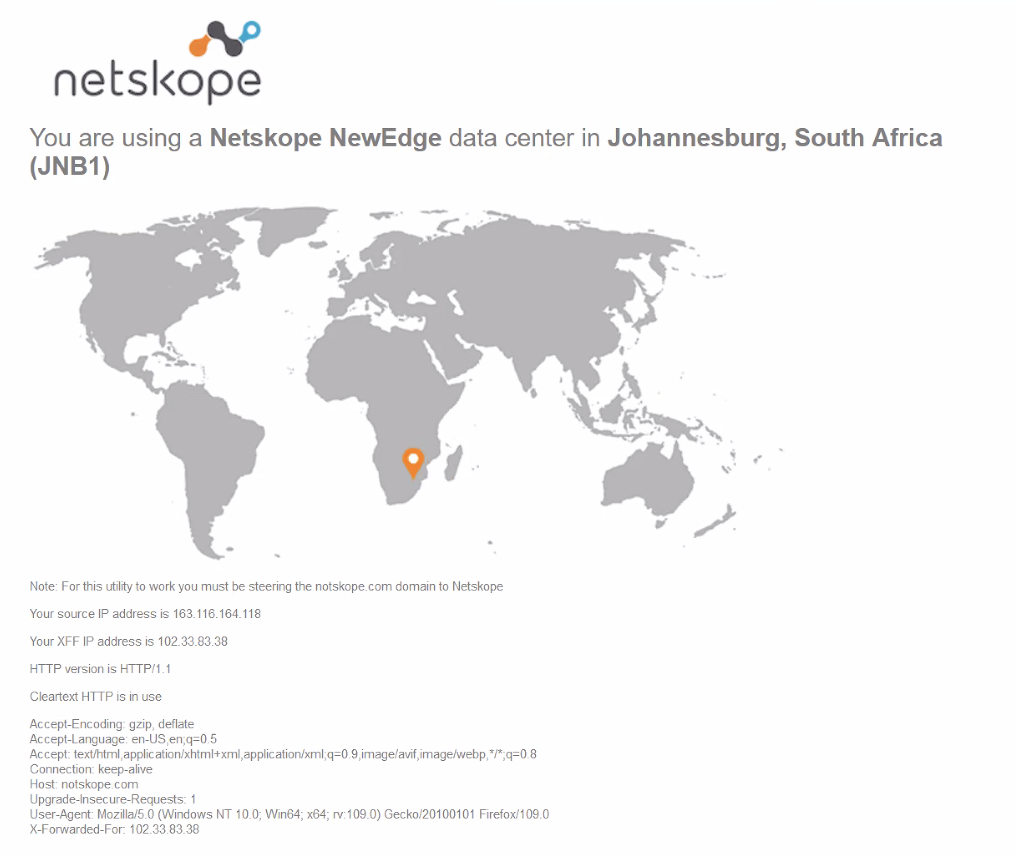 netskope
You are using a Netskope NewEdge data center in Johannesburg, South Africa
(JNB1)
Note: For this utility to work you must be steering the notskope.com domain to Netskope
Your source IP address is 163.116.164.118
Your XFF IP address is 102.33.83.38
HTTP version is HTTP/1.1
Cleartext HTTP is in use
Accept-Encoding: gzip, deflate
Accept-Language: en-US,en;q=0.5
Accept: text/html,application/xhtml+xml,application/xml;q=0.9,image/avif,image/webp,*/*;q=0.8
Connection: keep-alive
Host: notskope.com
Upgrade-Insecure-Requests: 1
User-Agent: Mozilla/5.0 (Windows NT 10.0; Win64; x64; rv:109.0) Gecko/20100101 Firefox/109.0
X-Forwarded-For: 102.33.83.38